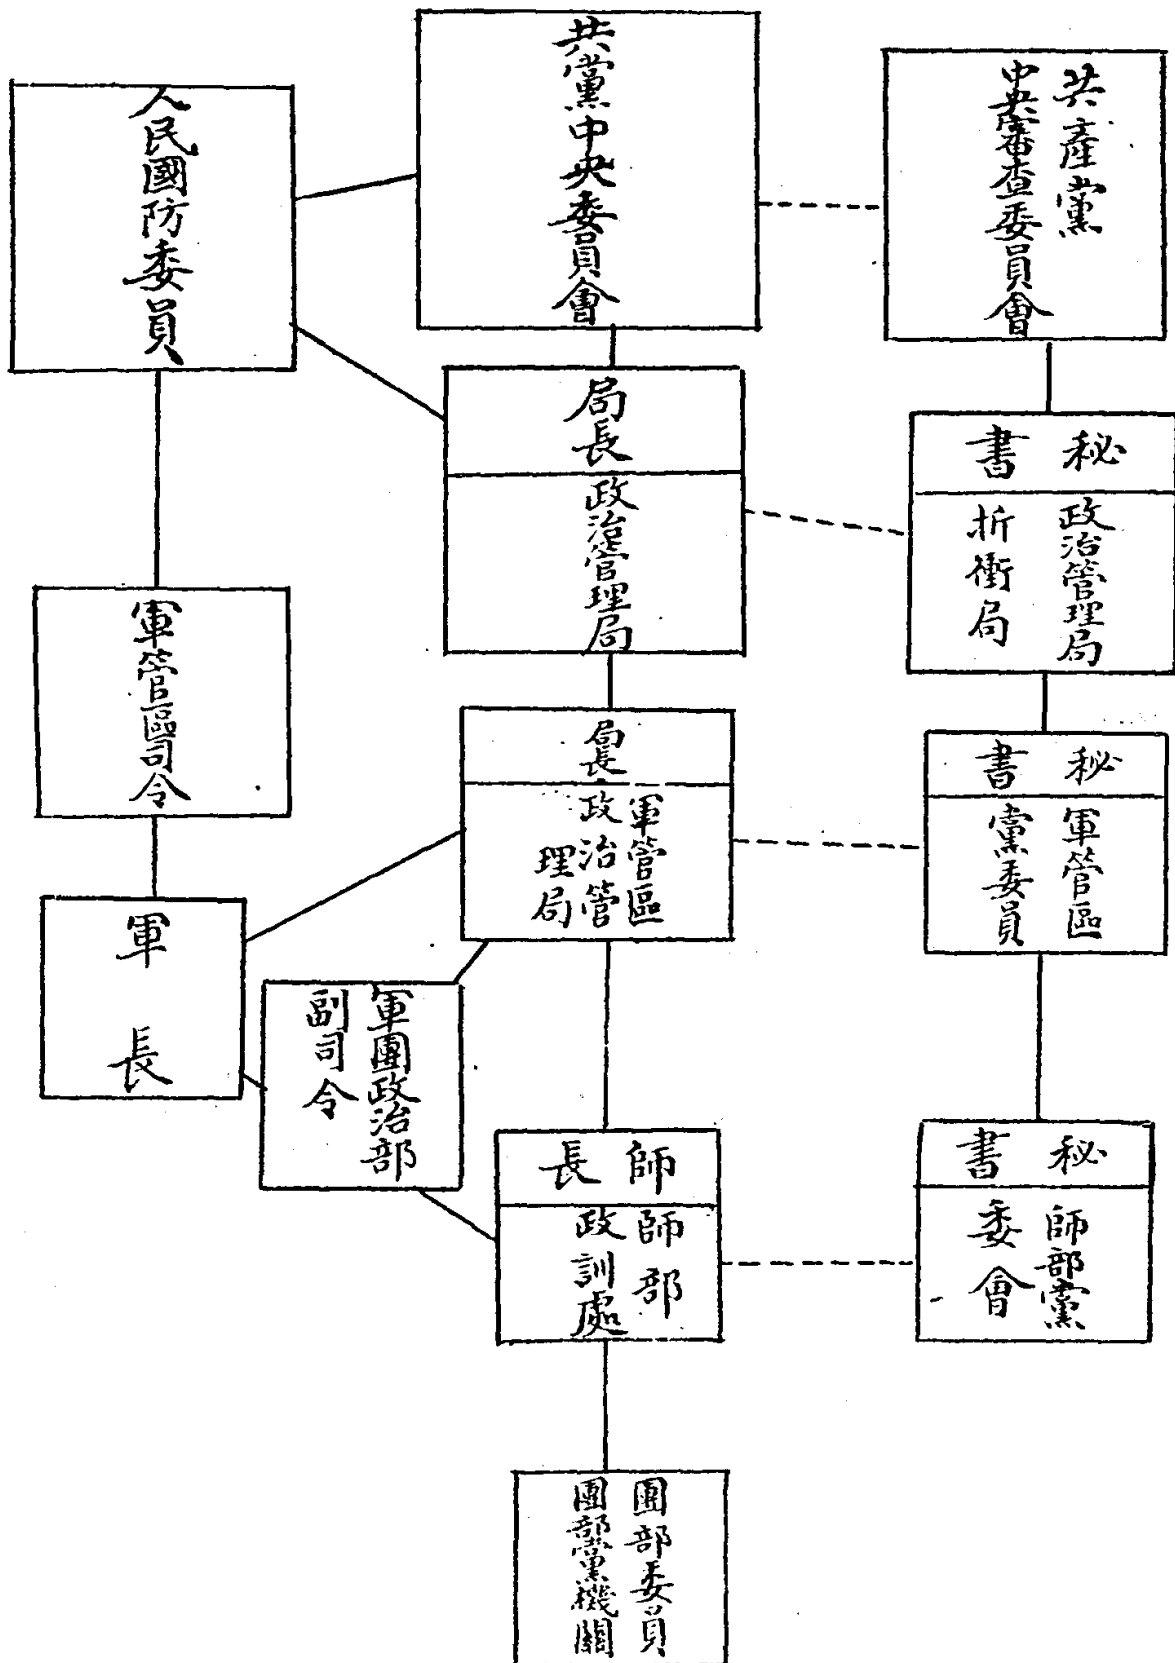 共產黨
中央審查委員會
共黨中央委員會
人民國防委員
局長
政治管理局
秘書
政治管理局
折衝局
軍管區司令
局長
軍管區
政治管
理局
秘書
軍管區
黨委員
軍長
軍團政治部
副司令
師長
師部
政訓處
秘書
師部黨
委會
團部委員
團部黨機關